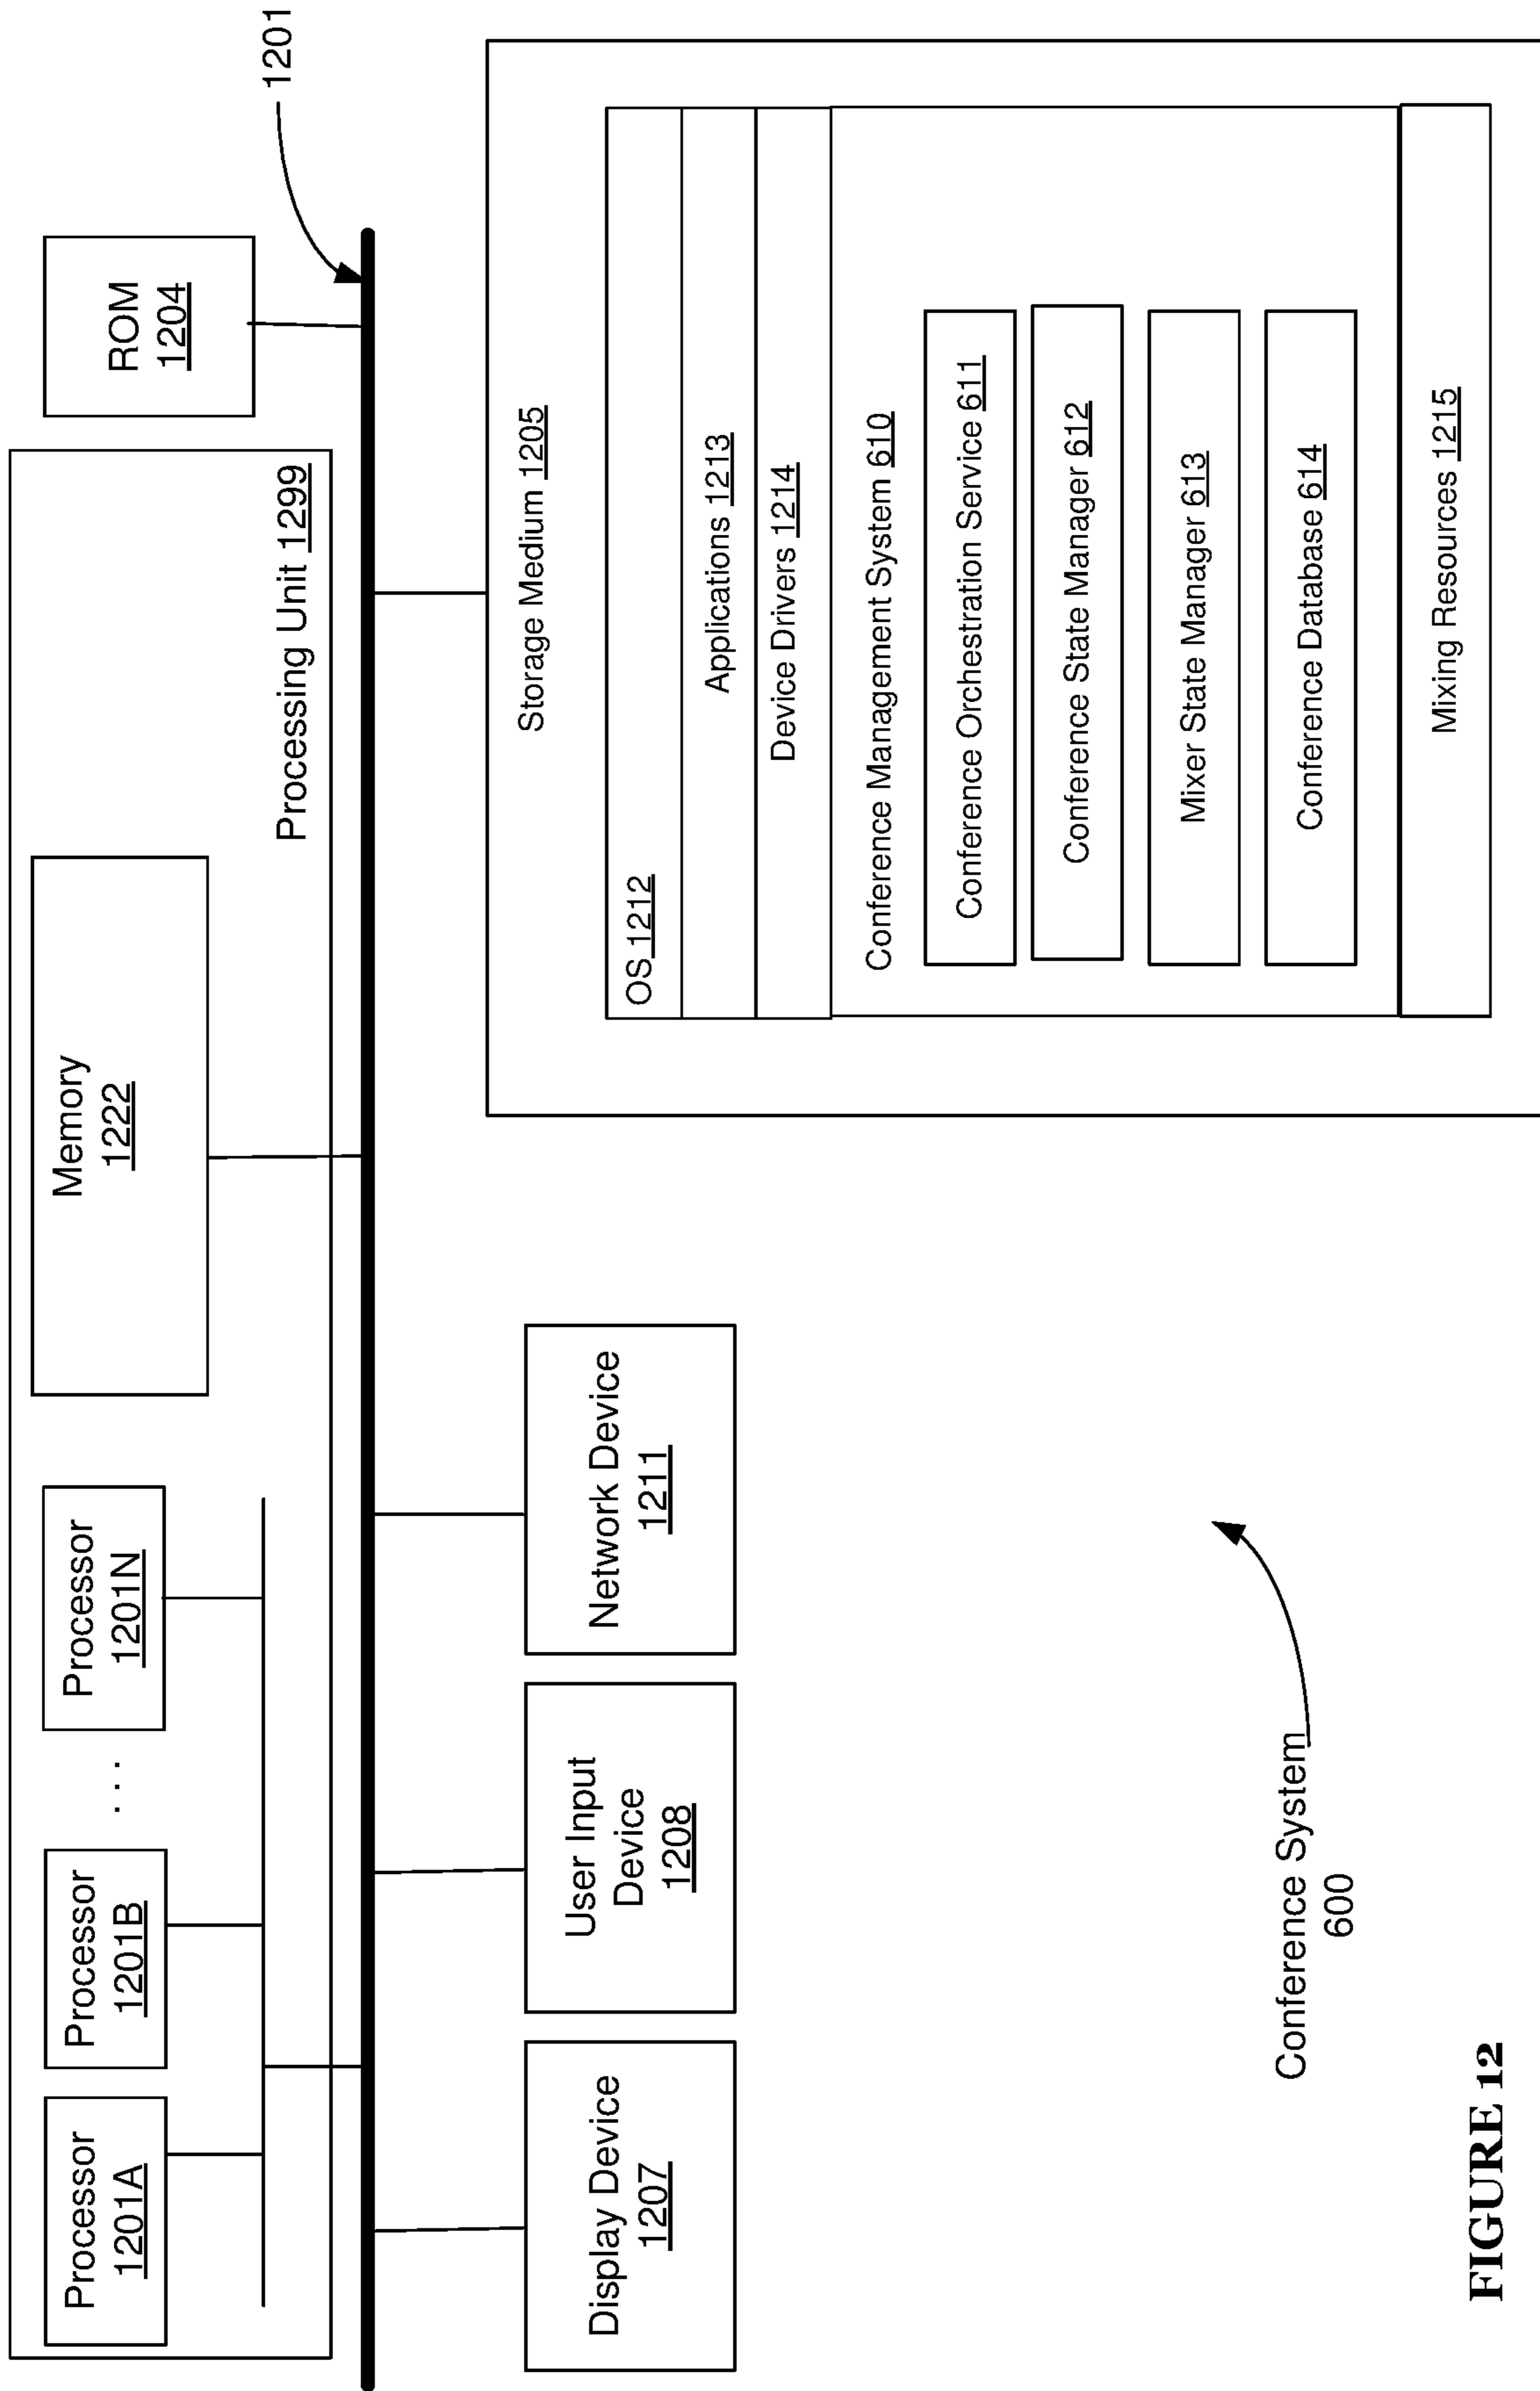 Processor
1201A
Processor
1201B
. . .
Processor
1201N
Memory
1222
Processing Unit 1299
ROM
1204
1201
Display Device
1207
User Input
Device
1208
Network Device
1211
Storage Medium 1205
OS 1212
Applications 1213
Device Drivers 1214
Conference Management System 610
Conference Orchestration Service 611
Conference State Manager 612
Mixer State Manager 613
Conference Database 614
Mixing Resources 1215
Conference System
600
FIGURE 12